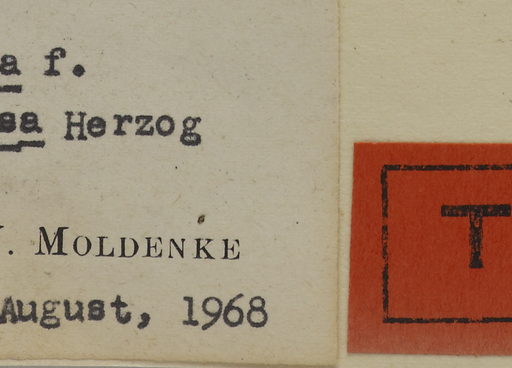 a f.
sa Herzog
. MOLDENKE
August, 1968
T